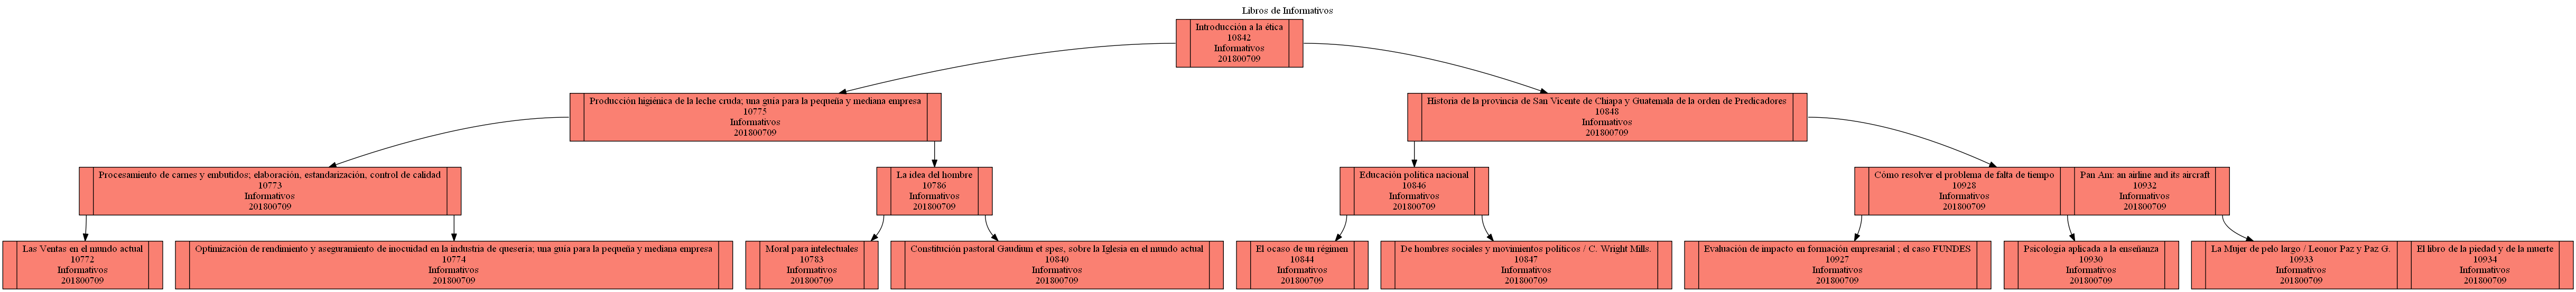 Libros de Informativos
Introducción a la ética
10842
Informativos
201800709
Producción higiénica de la leche cruda; una guía para la pequeña y mediana empresa
10775
Informativos
201800709
Historia de la provincia de San Vicente de Chiapa y Guatemala de la orden de Predicadores
10848
Informativos
201800709
Procesamiento de carnes y embutidos; elaboración, estandarización, control de calidad
10773
Informativos
201800709
La idea del hombre
10786
Informativos
201800709
Educación política nacional
10846
Informativos
201800709
Cómo resolver el problema de falta de tiempo
10928
Informativos
201800709
Pan Am: an airline and its aircraft
10932
Informativos
201800709
Las Ventas en el mundo actual
10772
Informativos
201800709
Optimización de rendimiento y aseguramiento de inocuidad en la industria de quesería; una guía para la pequeña y mediana empresa
10774
Informativos
201800709
Moral para intelectuales
10783
Informativos
201800709
Constitución pastoral Gaudium et spes, sobre la Iglesia en el mundo actual
10840
Informativos
201800709
El ocaso de un régimen
10844
Informativos
201800709
De hombres sociales y movimientos políticos / C. Wright Mills.
10847
Informativos
201800709
Evaluación de impacto en formación empresarial ; el caso FUNDES
10927
Informativos
201800709
Psicología aplicada a la enseñanza
10930
Informativos
201800709
La Mujer de pelo largo / Leonor Paz y Paz G.
10933
Informativos
201800709
El libro de la piedad y de la muerte
10934
Informativos
201800709